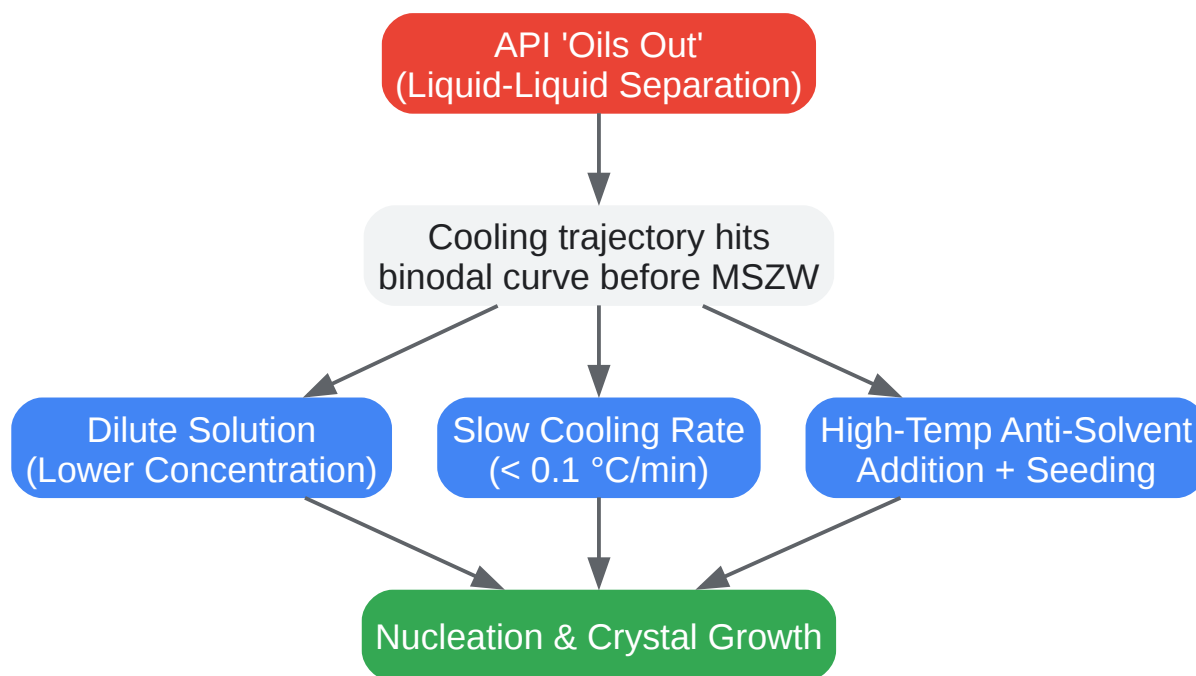 API 'Oils Out'
(Liquid-Liquid Separation)
Cooling trajectory hits
binodal curve before MSZW
Dilute Solution
(Lower Concentration)
Slow Cooling Rate
(< 0.1 °C/min)
High-Temp Anti-Solvent
Addition + Seeding
Nucleation & Crystal Growth